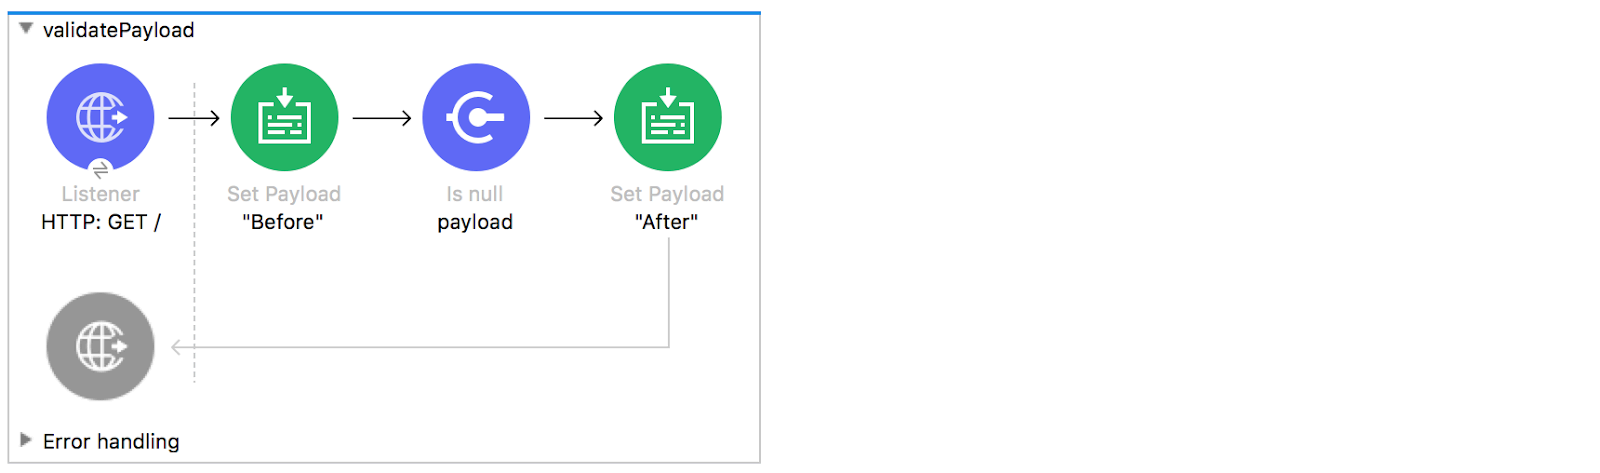 validatePayload
Listener
HTTP: GET /
Set Payload
"Before"
Is null
payload
Set Payload
"After"
Error handling